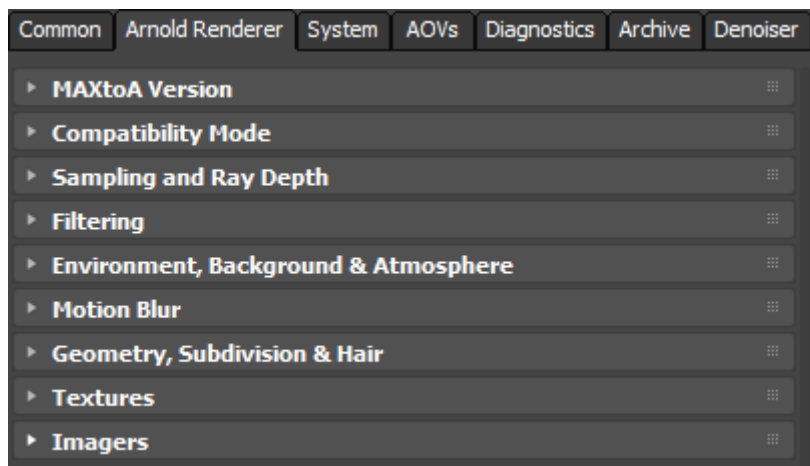 Common Arnold Renderer System AOVs Diagnostics Archive Denoiser
MAXtoA Version
Compatibility Mode
Sampling and Ray Depth
Filtering
Environment, Background & Atmosphere
Motion Blur
Geometry, Subdivision & Hair
Textures
Imagers